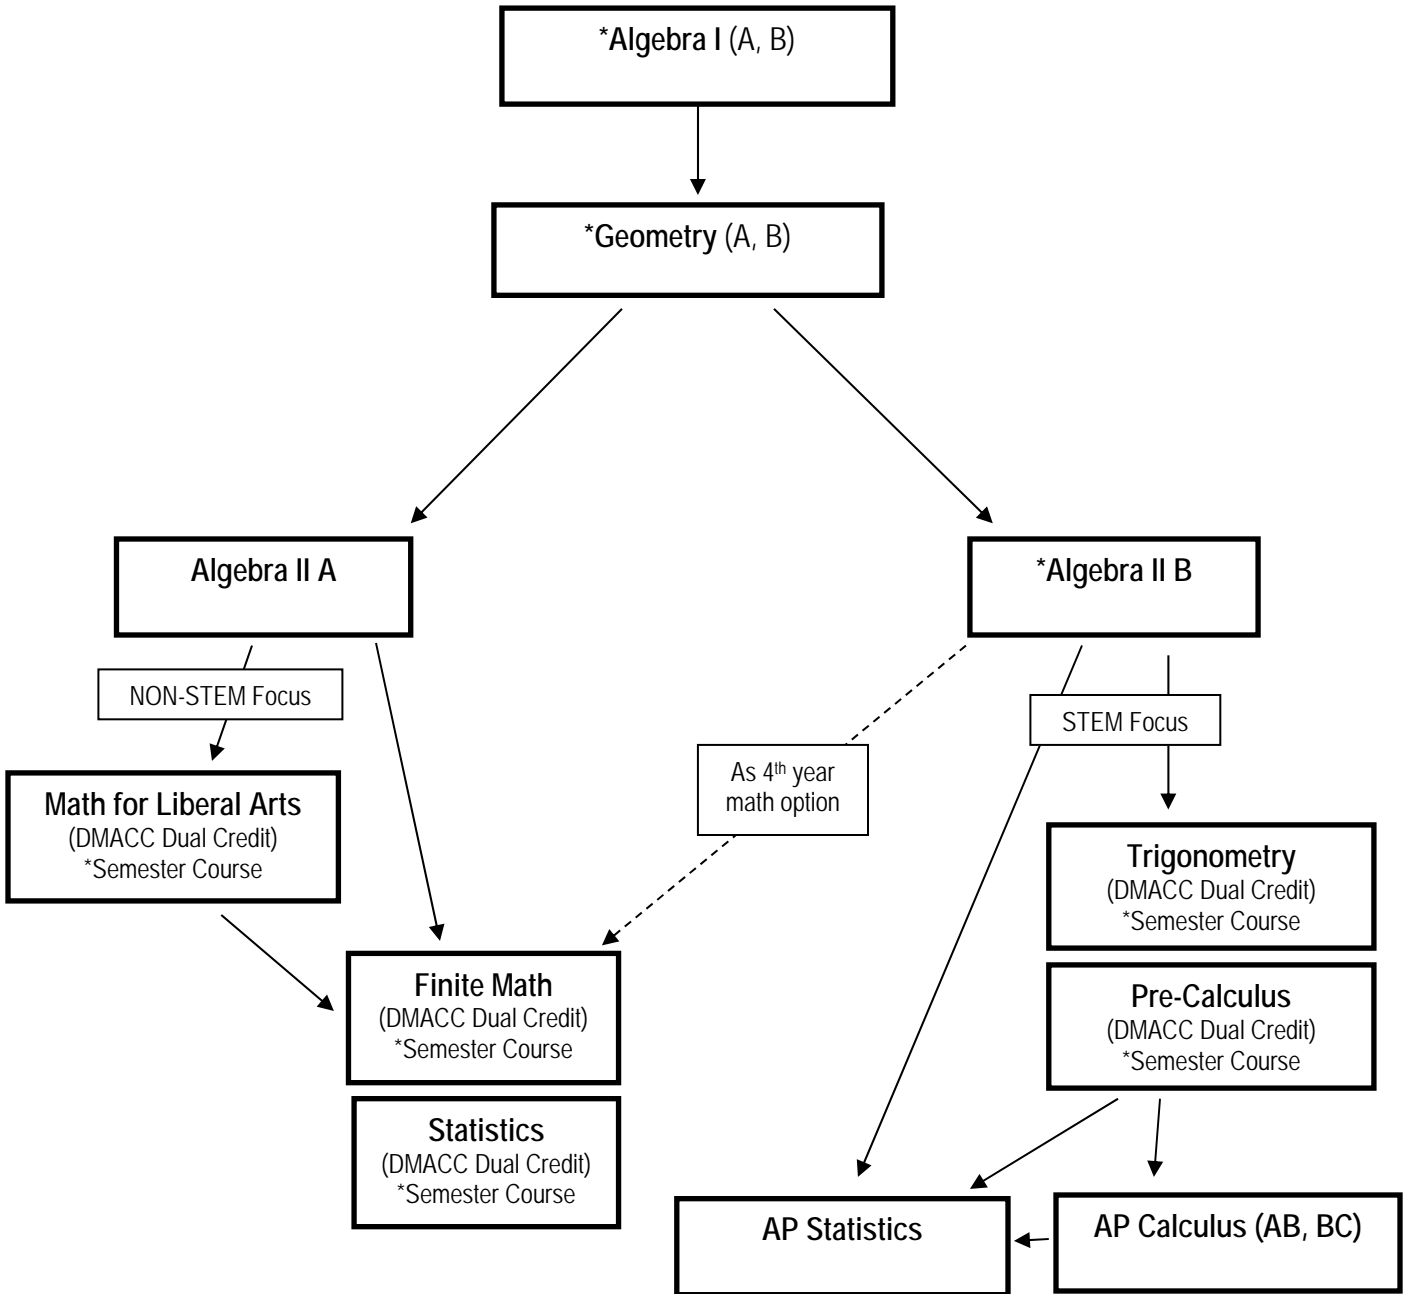 *Algebra I (A, B)
*Geometry (A, B)
Algebra II A
*Algebra II B
NON-STEM Focus
STEM Focus
As 4th year
math option
Math for Liberal Arts
(DMACC Dual Credit)
*Semester Course
Trigonometry
(DMACC Dual Credit)
*Semester Course
Finite Math
(DMACC Dual Credit)
*Semester Course
Pre-Calculus
(DMACC Dual Credit)
*Semester Course
Statistics
(DMACC Dual Credit)
*Semester Course
AP Statistics
AP Calculus (AB, BC)